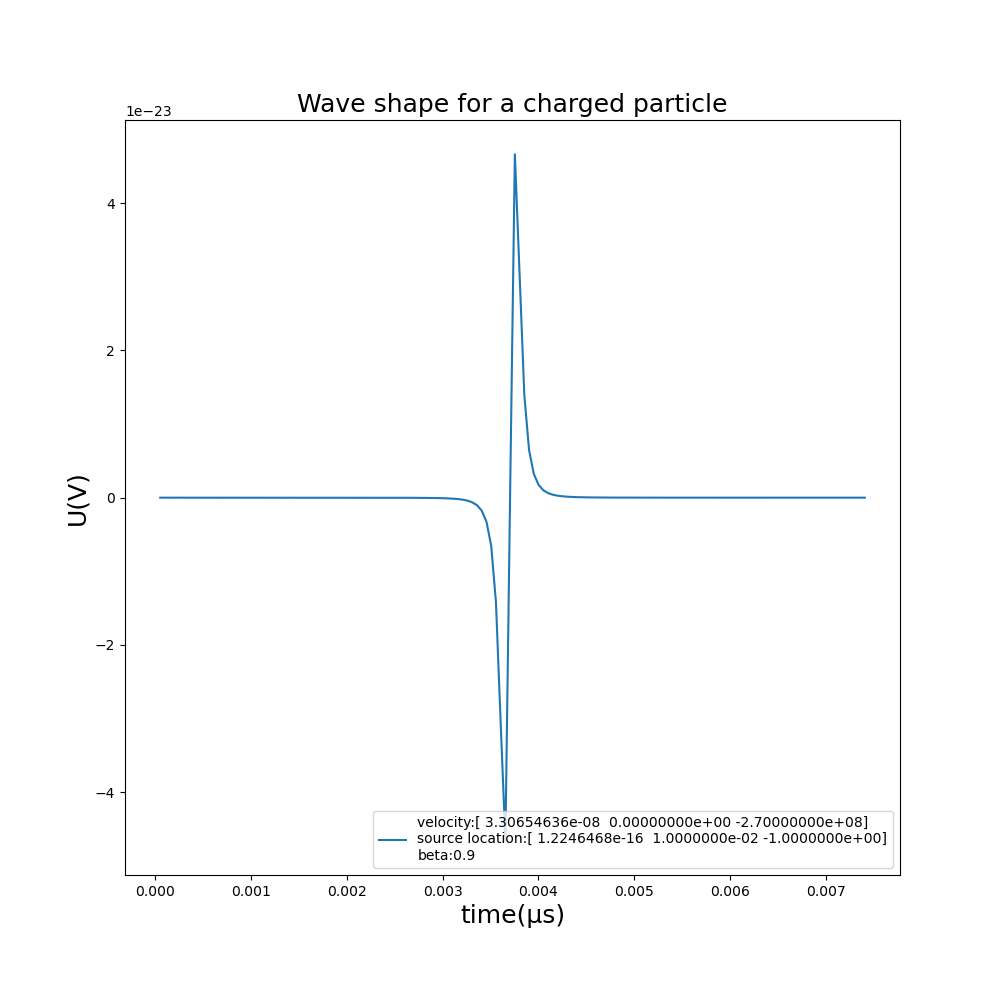 Wave shape for a charged particle
1e−23
4
2
0
−2
−4
U(V)
velocity:[ 3.30654636e-08  0.00000000e+00 -2.70000000e+08]
source location:[ 1.2246468e-16  1.0000000e-02 -1.0000000e+00]
beta:0.9
0.000 0.001 0.002 0.003 0.004 0.005 0.006 0.007
time(μs)